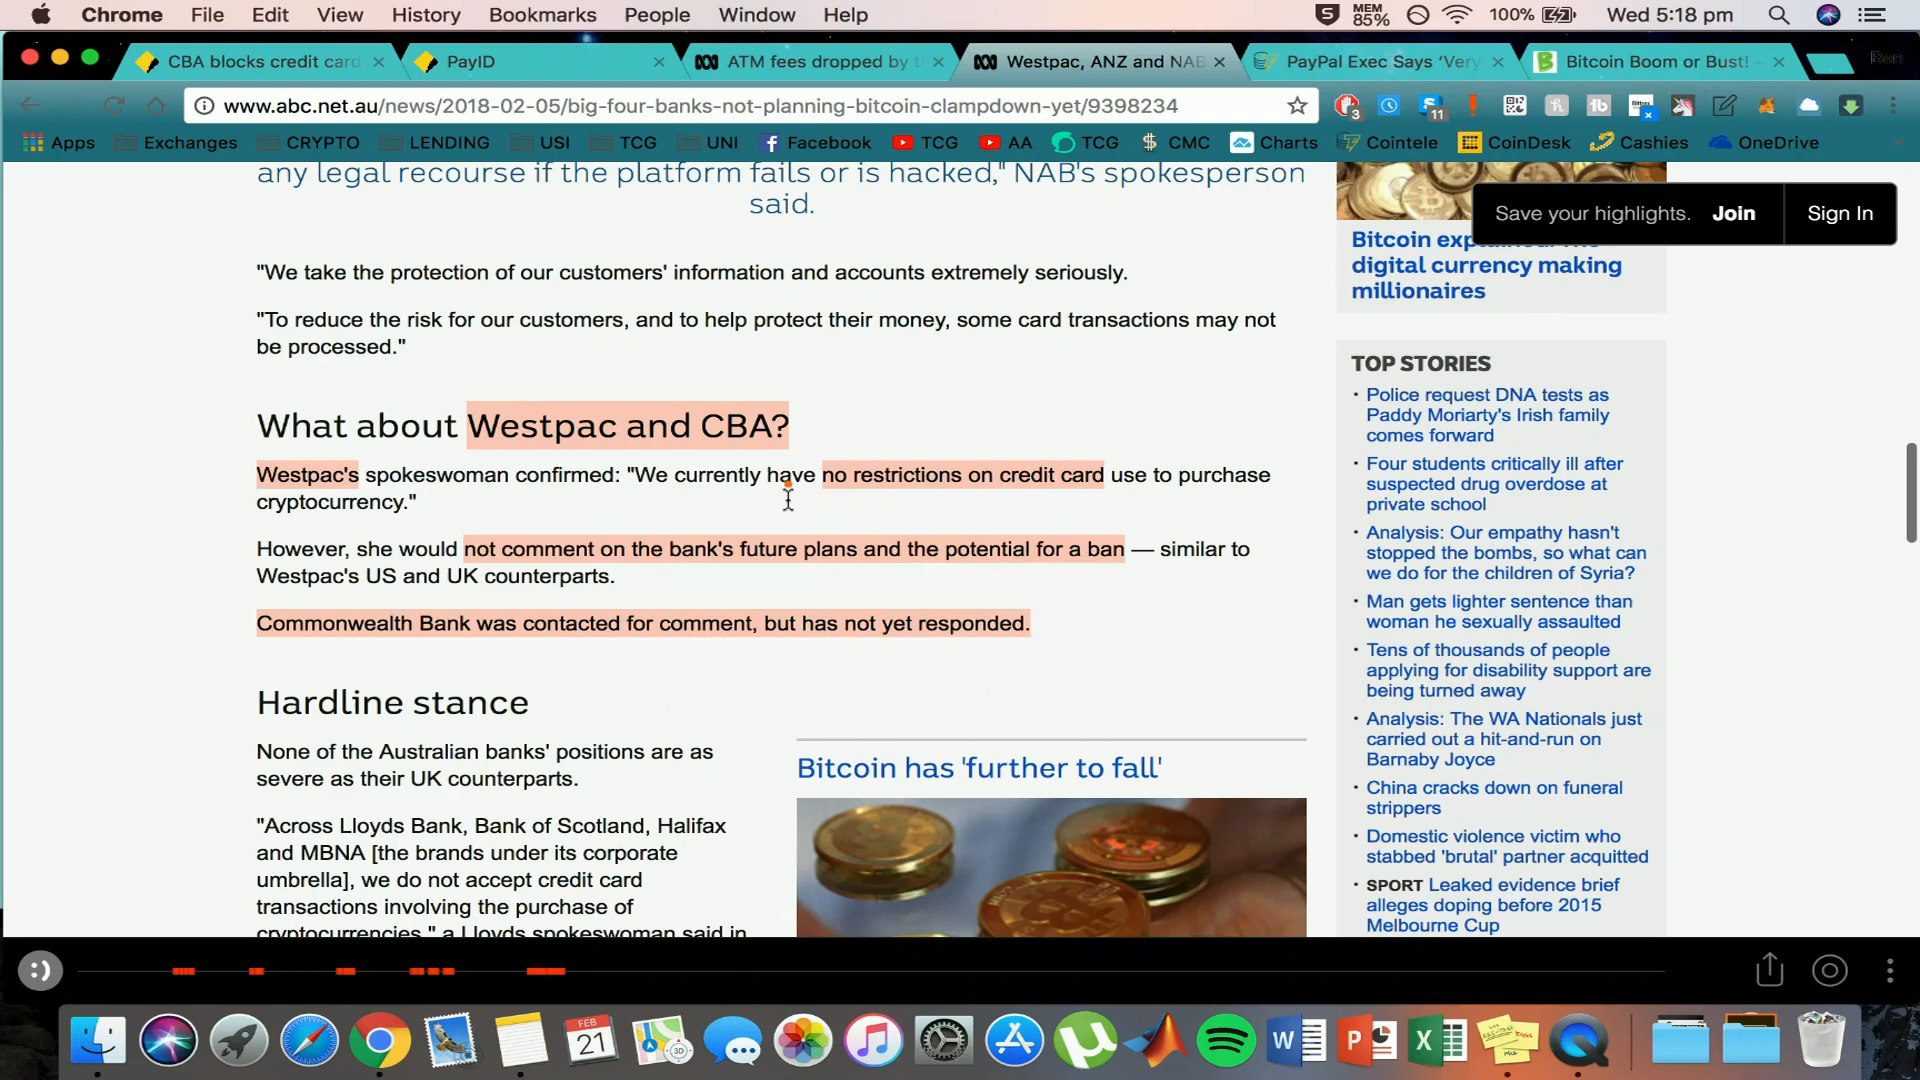 Chrome File Edit View History Bookmarks People Window Help
MEM
85%
100%
Wed 5:18 pm
CBA blocks credit card
PayID
ATM fees dropped by t
Westpac, ANZ and NAB
PayPal Exec Says 'Very
Bitcoin Boom or Bust! -
Ben
www.abc.net.au/news/2018-02-05/big-four-banks-not-planning-bitcoin-clampdown-yet/9398234
3
11
Apps Exchanges CRYPTO LENDING USI TCG UNI Facebook TCG AA TCG CMC Charts Cointele CoinDesk Cashies OneDrive
any legal recourse if the platform fails or is hacked," NAB's spokesperson
said.
"We take the protection of our customers' information and accounts extremely seriously.
"To reduce the risk for our customers, and to help protect their money, some card transactions may not
be processed."
What about Westpac and CBA?
Westpac's spokeswoman confirmed: "We currently have no restrictions on credit card use to purchase
cryptocurrency."
However, she would not comment on the bank's future plans and the potential for a ban — similar to
Westpac's US and UK counterparts.
Commonwealth Bank was contacted for comment, but has not yet responded.
Hardline stance
None of the Australian banks' positions are as
severe as their UK counterparts.
"Across Lloyds Bank, Bank of Scotland, Halifax
and MBNA [the brands under its corporate
umbrella], we do not accept credit card
transactions involving the purchase of
cryptocurrencies," a Lloyds spokeswoman said in
Bitcoin has 'further to fall'
Save your highlights. Join Sign In
Bitcoin
digital currency making
millionaires
TOP STORIES
Police request DNA tests as
Paddy Moriarty's Irish family
comes forward
Four students critically ill after
suspected drug overdose at
private school
Analysis: Our empathy hasn't
stopped the bombs, so what can
we do for the children of Syria?
Man gets lighter sentence than
woman he sexually assaulted
Tens of thousands of people
applying for disability support are
being turned away
Analysis: The WA Nationals just
carried out a hit-and-run on
Barnaby Joyce
China cracks down on funeral
strippers
Domestic violence victim who
stabbed 'brutal' partner acquitted
SPORT Leaked evidence brief
alleges doping before 2015
Melbourne Cup
FEB
21
3D